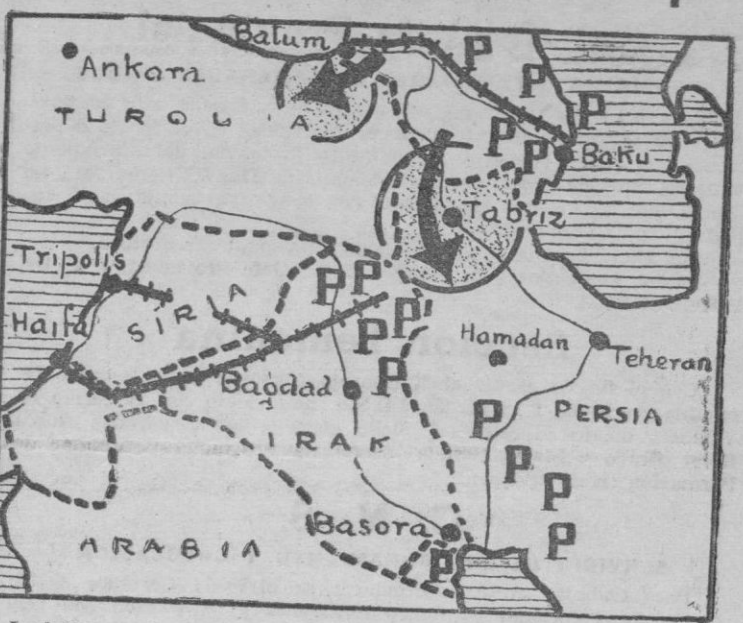 Batum
P
Ankara
P
TURQUIA
P
P
P
Baku
Tabriz
Tripolis
P
P
SIRIA
P
Haifa
P
Hamadan
Teheran
P
Bagdad
PERSIA
P
IRAK
P
P
Basora
P
ARABIA
P